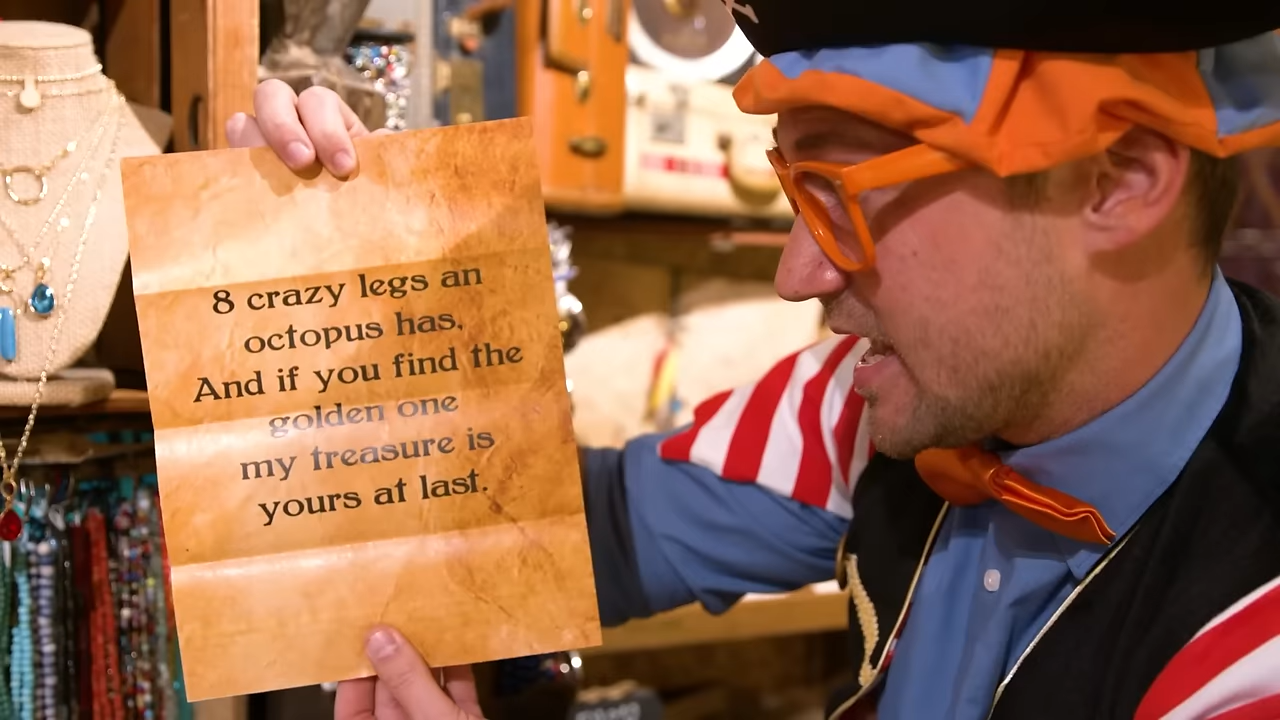 8 crazy legs an
octopus has,
And if you find the
golden one
my treasure is
yours at last.